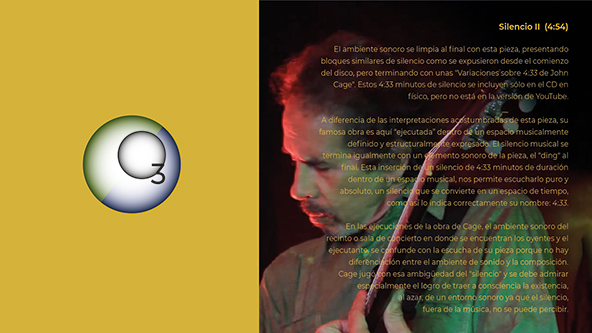 Silencio II (4:54)
El ambiente sonoro se limpia al final con esta pieza, presentando
bloques similares de silencio como se expusieron desde el comienzo
del disco, pero terminando con unas "Variaciones sobre 4:33 de John
Cage". Estos 4:33 minutos de silencio se incluyen sólo en el CD en
físico, pero no está en la versión de YouTube.
A diferencia de las interpretaciones acostumbradas de esta pieza, su
famosa obra es aquí "ejecutada" dentro de un espacio musicalmente
definido y estructuralmente expresado. El silencio musical se
termina igualmente con un elemento sonoro de la pieza, el "ding" al
final. Esta inserción de un silencio de 4:33 minutos de duración
dentro de un espacio musical, nos permite escucharlo puro y
absoluto, un silencio que se convierte en un espacio de tiempo,
como así lo indica correctamente su nombre: 4:33.
En las ejecuciones de la obra de Cage, el ambiente sonoro del
recinto o sala de concierto en donde se encuentran los oyentes y el
ejecutante, se confunde con la escucha de su pieza porque no hay
diferenciación entre el ambiente de sonido y la composición.
Cage jugó con esa ambigüedad del "silencio" y se debe admirar
especialmente el logro de traer a consciencia la existencia,
el azar, de un entorno sonoro ya que el silencio,
fuera de la música, no se puede percibir.
3